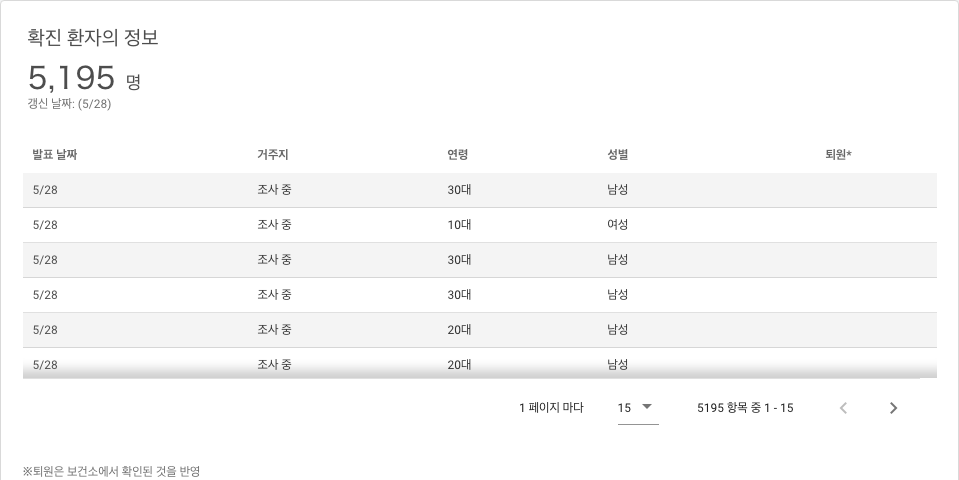 확진 환자의 정보
5,195 명
갱신 날짜: (5/28)
발표 날짜 거주지 연령 성별 퇴원*
5/28 조사 중 30대 남성
5/28 조사 중 10대 여성
5/28 조사 중 30대 남성
5/28 조사 중 30대 남성
5/28 조사 중 20대 남성
5/28 조사 중 20대 남성
1 페이지 마다 15 5195 항목 중 1 - 15
※퇴원은 보건소에서 확인된 것을 반영